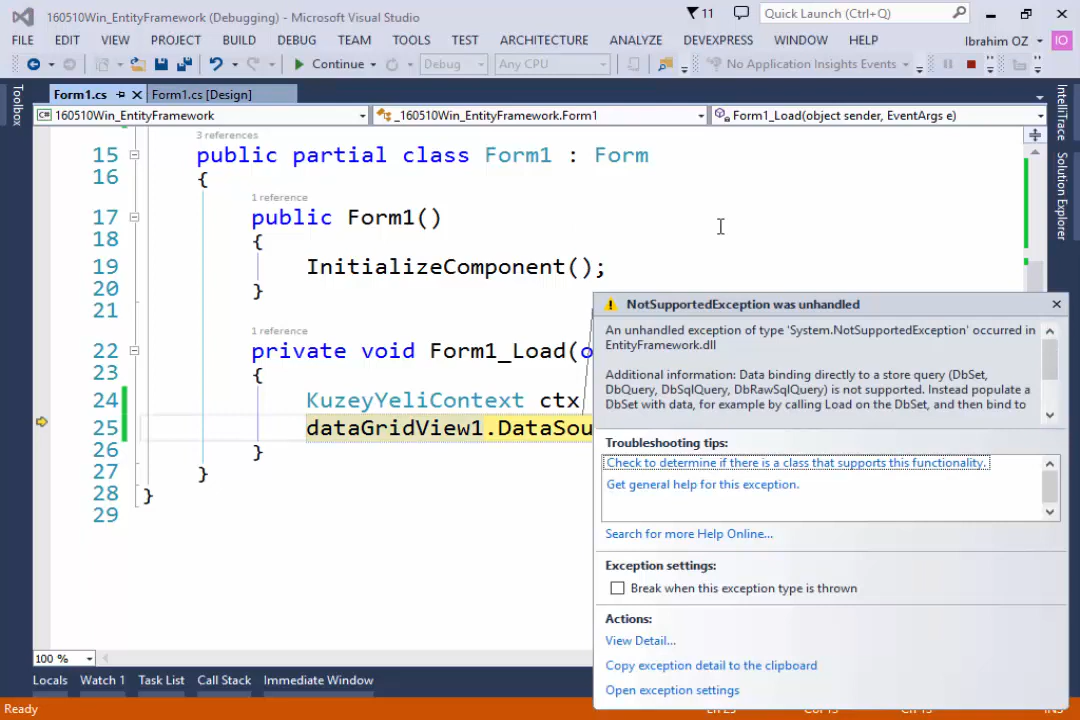 160510Win_EntityFramework (Debugging) - Microsoft Visual Studio
11
Quick Launch (Ctrl+Q)
FILE EDIT VIEW PROJECT BUILD DEBUG TEAM TOOLS TEST ARCHITECTURE ANALYZE DEVEXPRESS WINDOW HELP Ibrahim OZ IO
Continue Debug Any CPU No Application Insights Events
Toolbox
Form1.cs Form1.cs [Design]
IntelliTrace
Solution Explorer
160510Win_EntityFramework _160510Win_EntityFramework.Form1 Form1_Load(object sender, EventArgs e)
3 references
15 public partial class Form1 : Form
16 {
1 reference
17 public Form1()
18 {
19 InitializeComponent();
20 }
21
1 reference
22 private void Form1_Load(o
23 {
24 KuzeyYeliContext ctx
25 dataGridView1.DataSou
26 }
27 }
28 }
29
NotSupportedException was unhandled
An unhandled exception of type 'System.NotSupportedException' occurred in
EntityFramework.dll
Additional information: Data binding directly to a store query (DbSet,
DbQuery, DbSqlQuery, DbRawSqlQuery) is not supported. Instead populate a
DbSet with data, for example by calling Load on the DbSet, and then bind to
Troubleshooting tips:
Check to determine if there is a class that supports this functionality.
Get general help for this exception.
Search for more Help Online...
Exception settings:
Break when this exception type is thrown
Actions:
View Detail...
Copy exception detail to the clipboard
Open exception settings
100 %
Locals Watch 1 Task List Call Stack Immediate Window
Ready